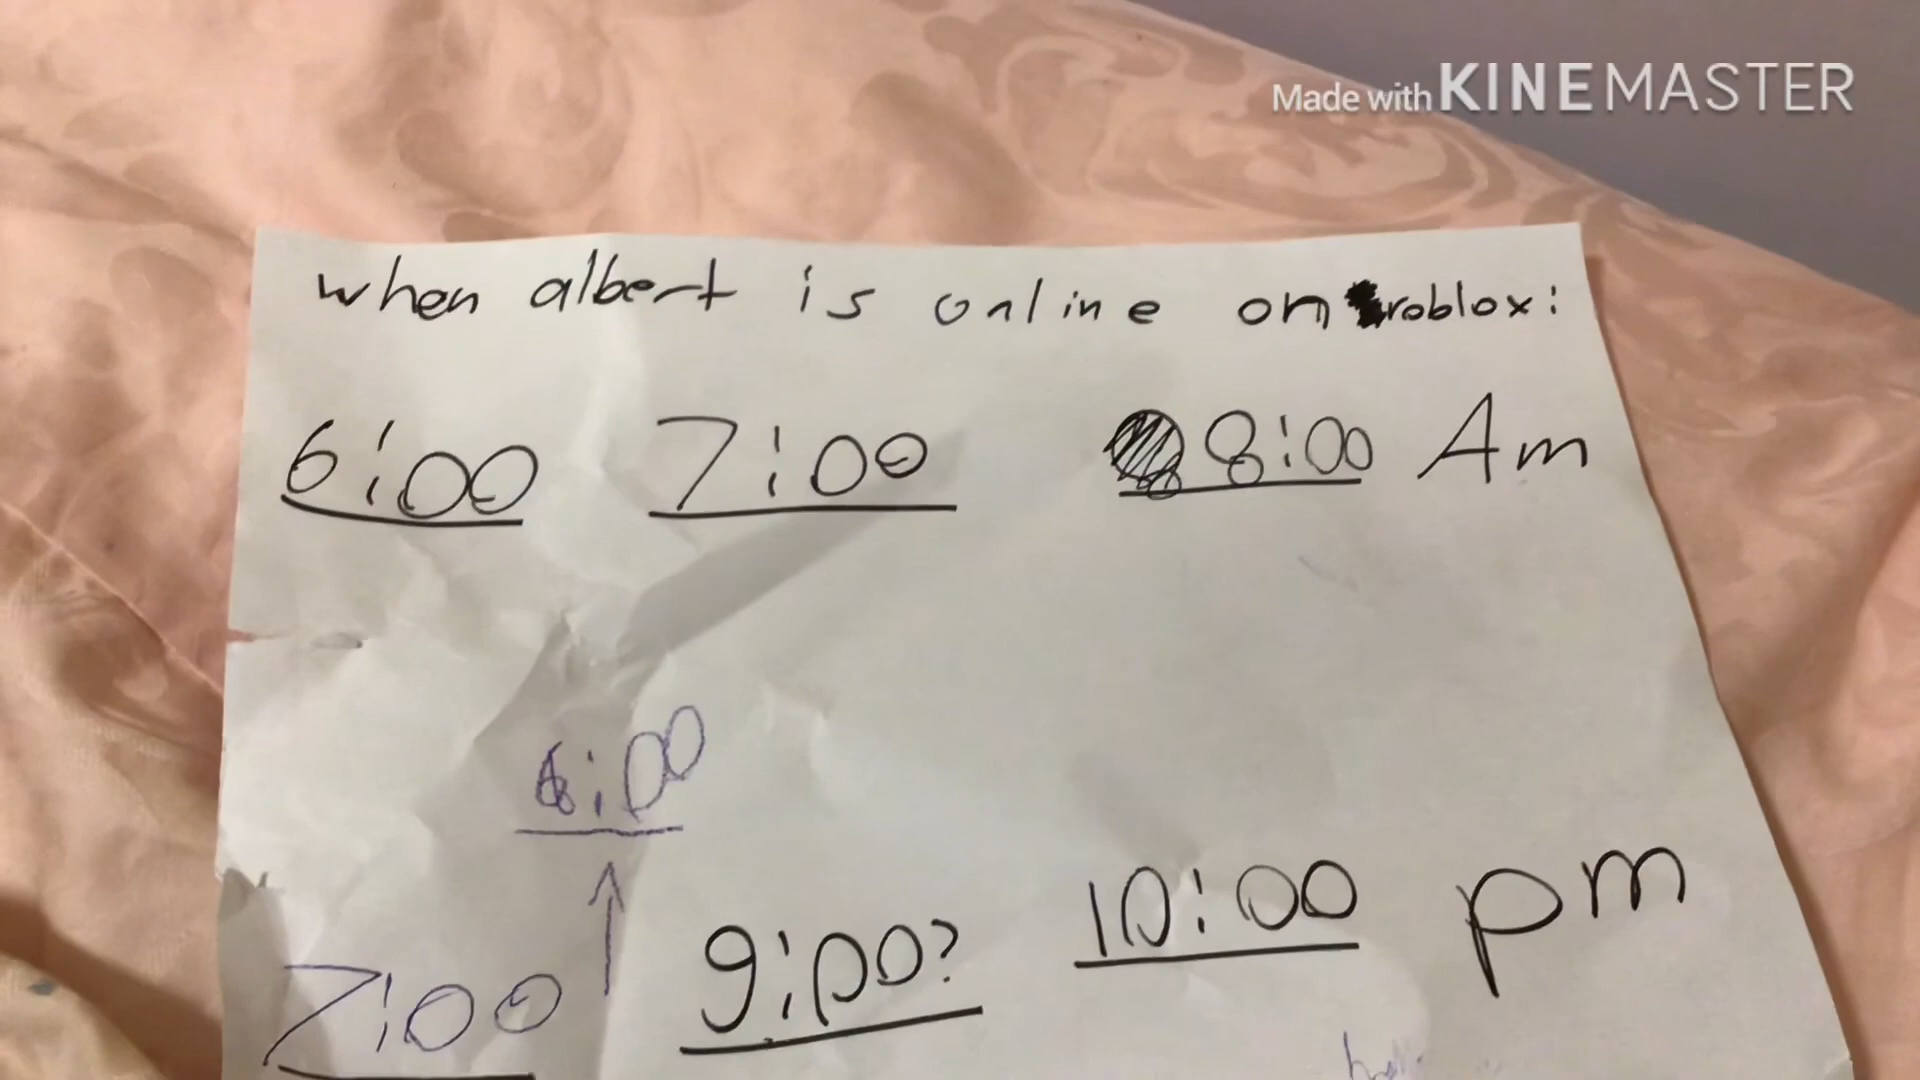 Made with KINEMASTER
when albert is online on roblox:
6:00 7:00 8:00 Am
:00
7:00 9:00? 10:00 pm